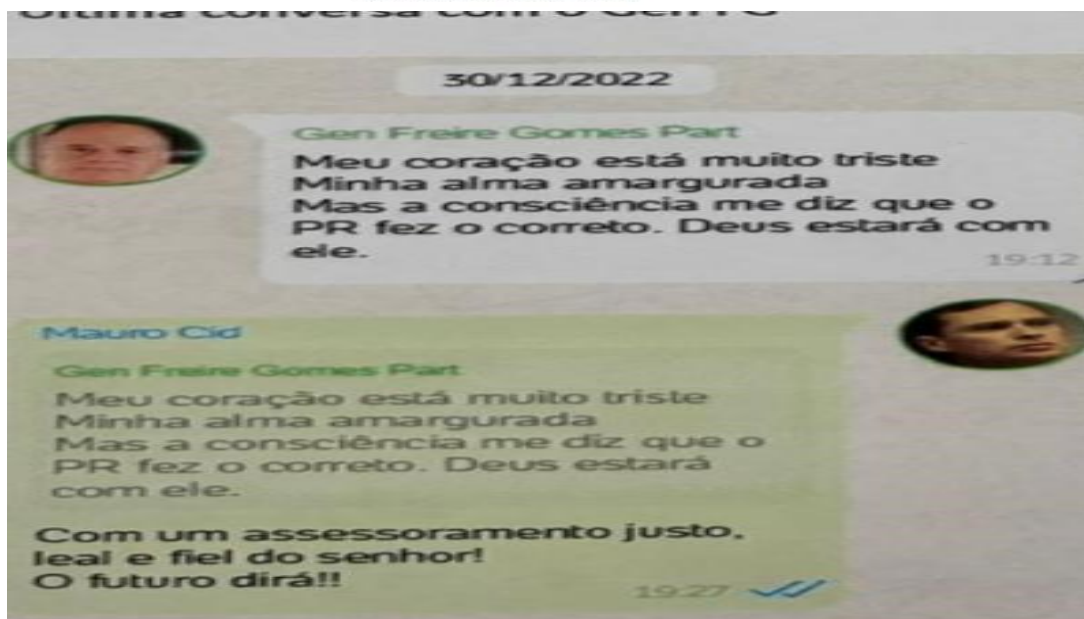 30/12/2022
Gen Freire Gomes Part
Meu coração está muito triste
Minha alma amargurada
Mas a consciência me diz que o
PR fez o correto. Deus estará com
ele.
19:12
Mauro Cid
Gen Freire Gomes Part
Meu coração está muito triste
Minha alma amargurada
Mas a consciência me diz que o
PR fez o correto. Deus estará
com ele.
Com um assessoramento justo,
leal e fiel do senhor!
O futuro dirá!!
19:27